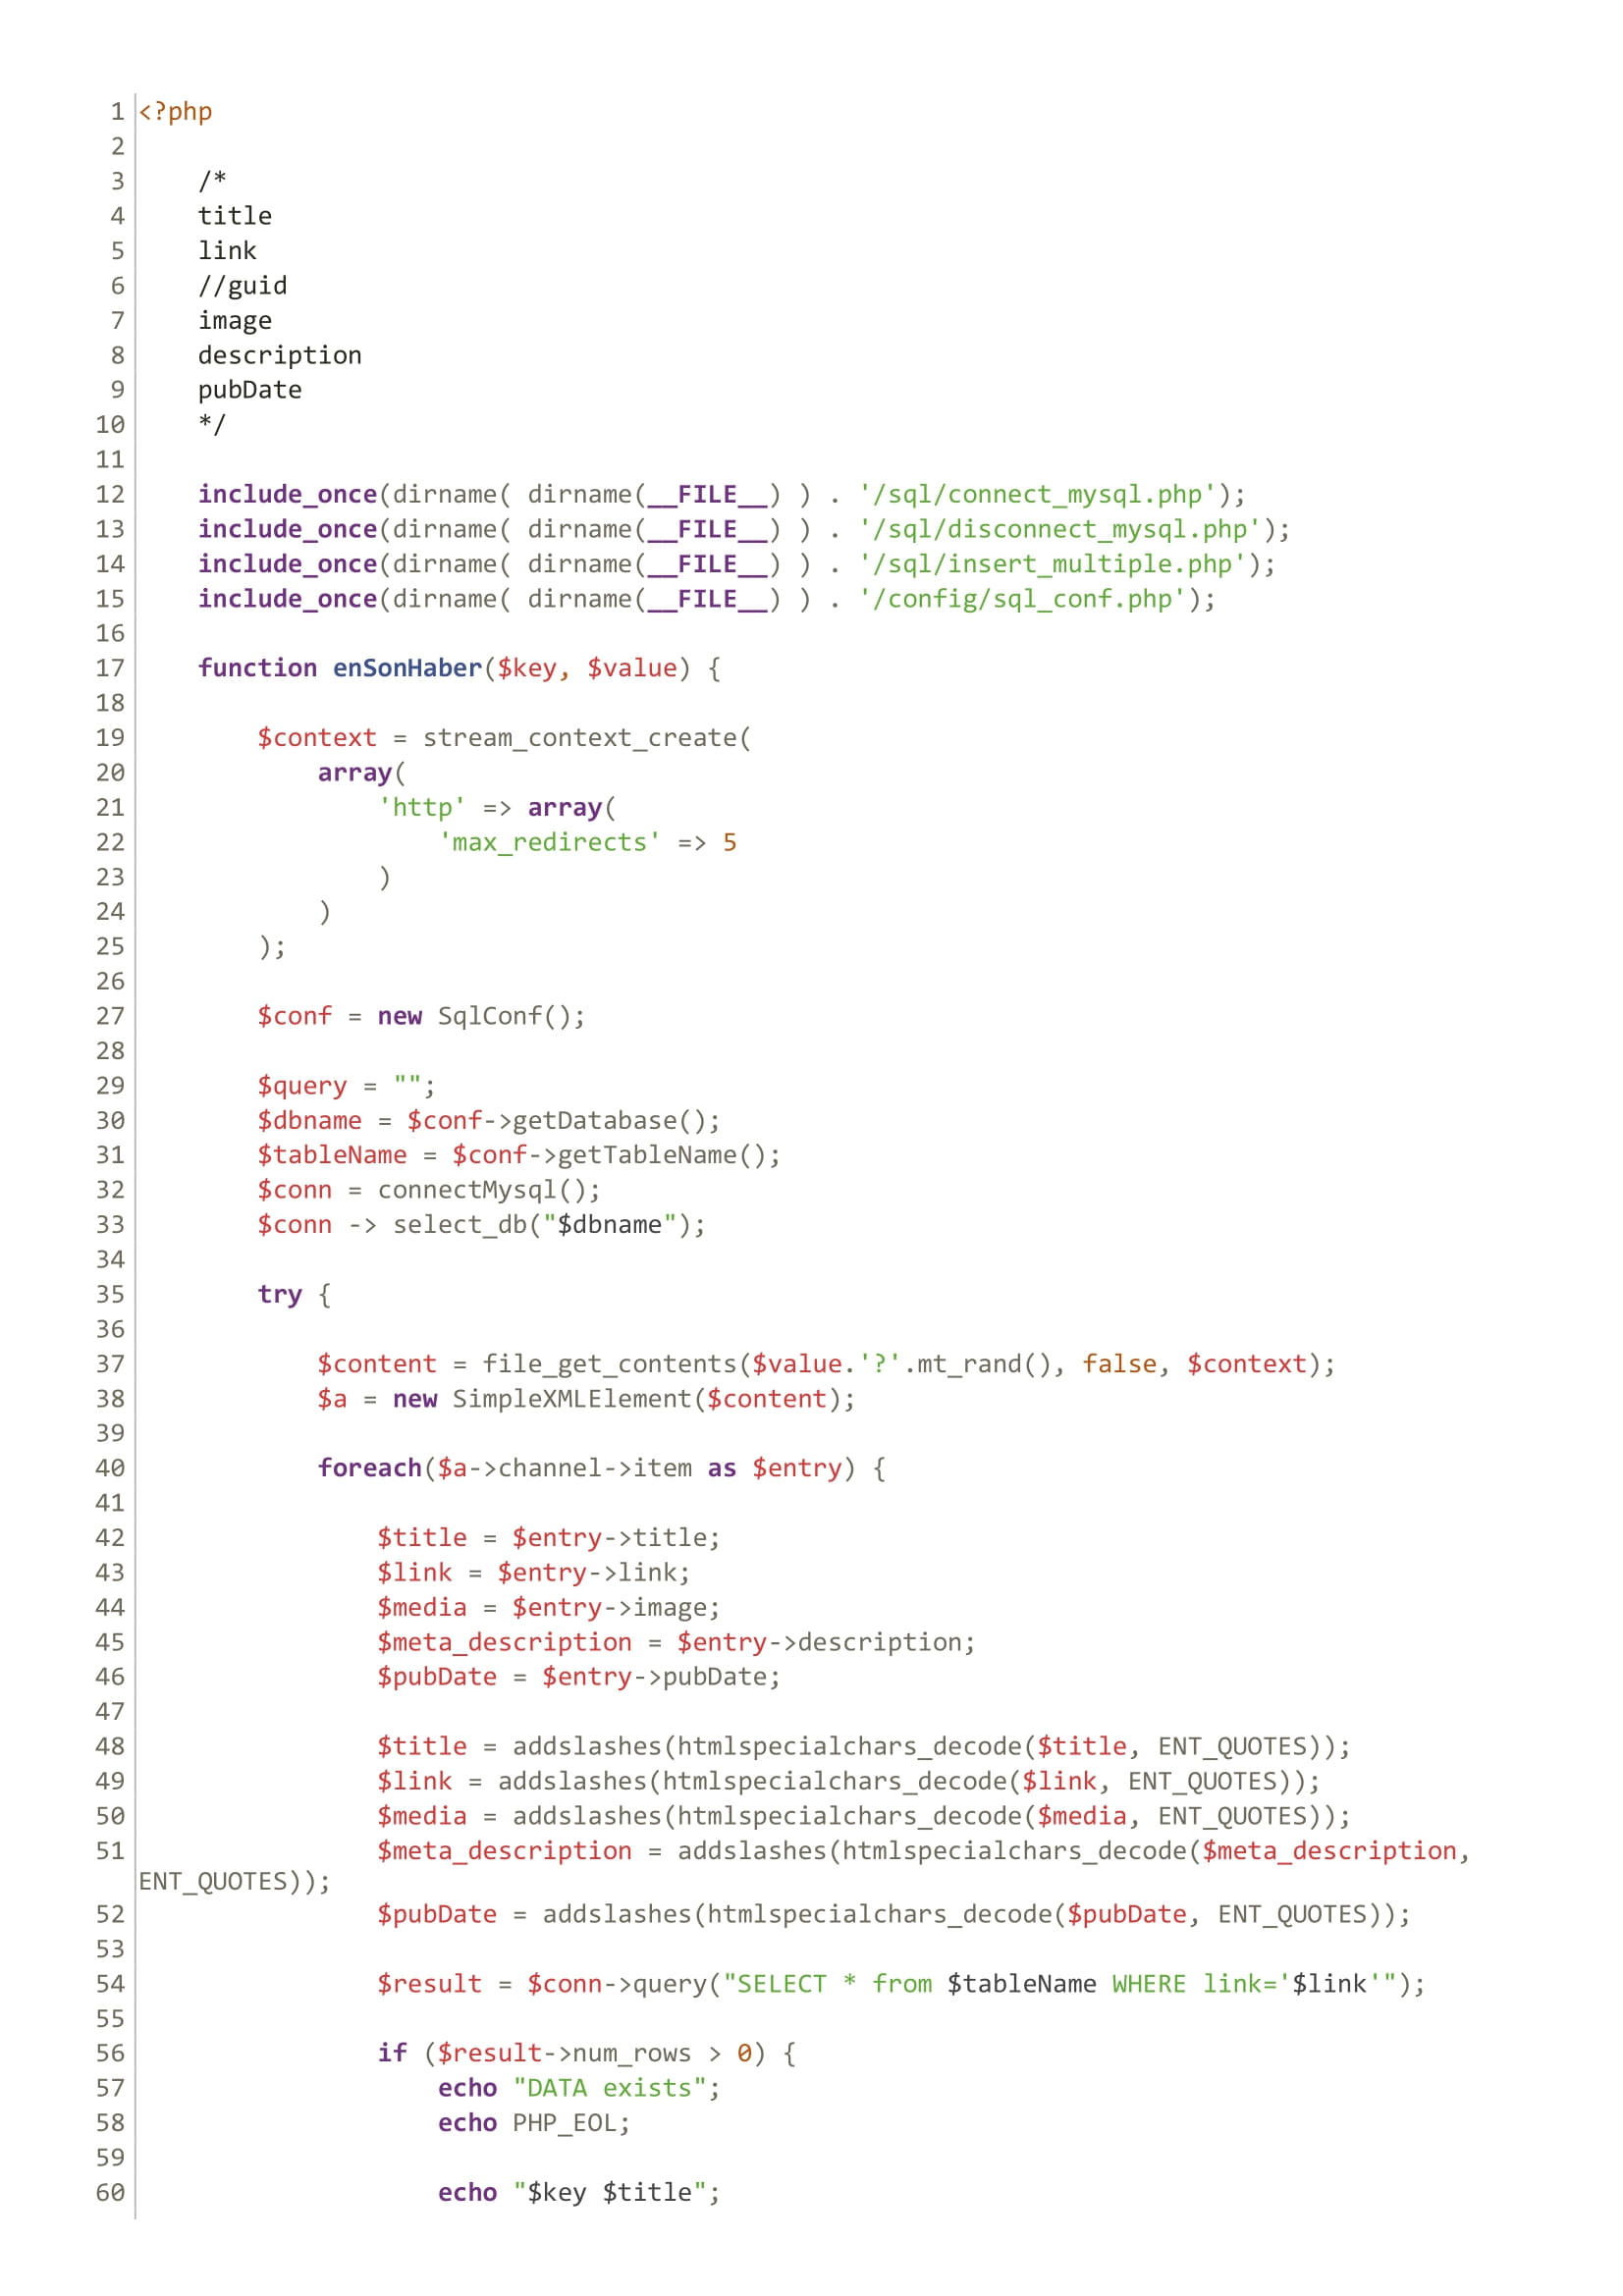 1 <?php
2
3     /*
4     title
5     link
6     //guid
7     image
8     description
9     pubDate
10     */
11
12     include_once(dirname( dirname(__FILE__) ) . '/sql/connect_mysql.php');
13     include_once(dirname( dirname(__FILE__) ) . '/sql/disconnect_mysql.php');
14     include_once(dirname( dirname(__FILE__) ) . '/sql/insert_multiple.php');
15     include_once(dirname( dirname(__FILE__) ) . '/config/sql_conf.php');
16
17     function enSonHaber($key, $value) {
18
19         $context = stream_context_create(
20             array(
21                 'http' => array(
22                     'max_redirects' => 5
23                 )
24             )
25         );
26
27         $conf = new SqlConf();
28
29         $query = "";
30         $dbname = $conf->getDatabase();
31         $tableName = $conf->getTableName();
32         $conn = connectMysql();
33         $conn -> select_db("$dbname");
34
35         try {
36
37             $content = file_get_contents($value.'?'.mt_rand(), false, $context);
38             $a = new SimpleXMLElement($content);
39
40             foreach($a->channel->item as $entry) {
41
42                 $title = $entry->title;
43                 $link = $entry->link;
44                 $media = $entry->image;
45                 $meta_description = $entry->description;
46                 $pubDate = $entry->pubDate;
47
48                 $title = addslashes(htmlspecialchars_decode($title, ENT_QUOTES));
49                 $link = addslashes(htmlspecialchars_decode($link, ENT_QUOTES));
50                 $media = addslashes(htmlspecialchars_decode($media, ENT_QUOTES));
51                 $meta_description = addslashes(htmlspecialchars_decode($meta_description,
ENT_QUOTES));
52                 $pubDate = addslashes(htmlspecialchars_decode($pubDate, ENT_QUOTES));
53
54                 $result = $conn->query("SELECT * from $tableName WHERE link='$link'");
55
56                 if ($result->num_rows > 0) {
57                     echo "DATA exists";
58                     echo PHP_EOL;
59
60                     echo "$key $title";